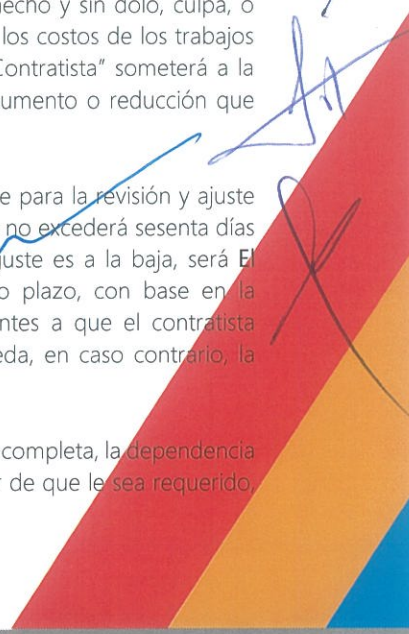 hecho y sin dolo, culpa, o
los costos de los trabajos
Contratista" someterá a la
umento o reducción que
e para la revisión y ajuste
no excederá sesenta días
juste es a la baja, será El
o plazo, con base en la
ntes a que el contratista
eda, en caso contrario, la
completa, la dependencia
r de que le sea requerido,